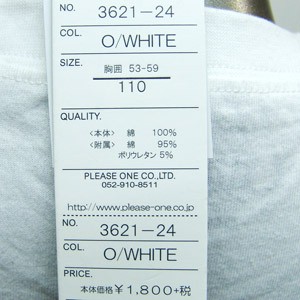 NO. 3621-24
COL. O/WHITE
SIZE. 胸囲 53-59
110
QUALITY.
<本体> 綿 100%
<附属> 綿 95%
ポリウレタン 5%
PLEASE ONE CO.,LTD.
052-910-8511
http://www.please-one.co.jp
NO. 3621-24
COL. O/WHITE
PRICE.
本体価格 ¥1,800+税